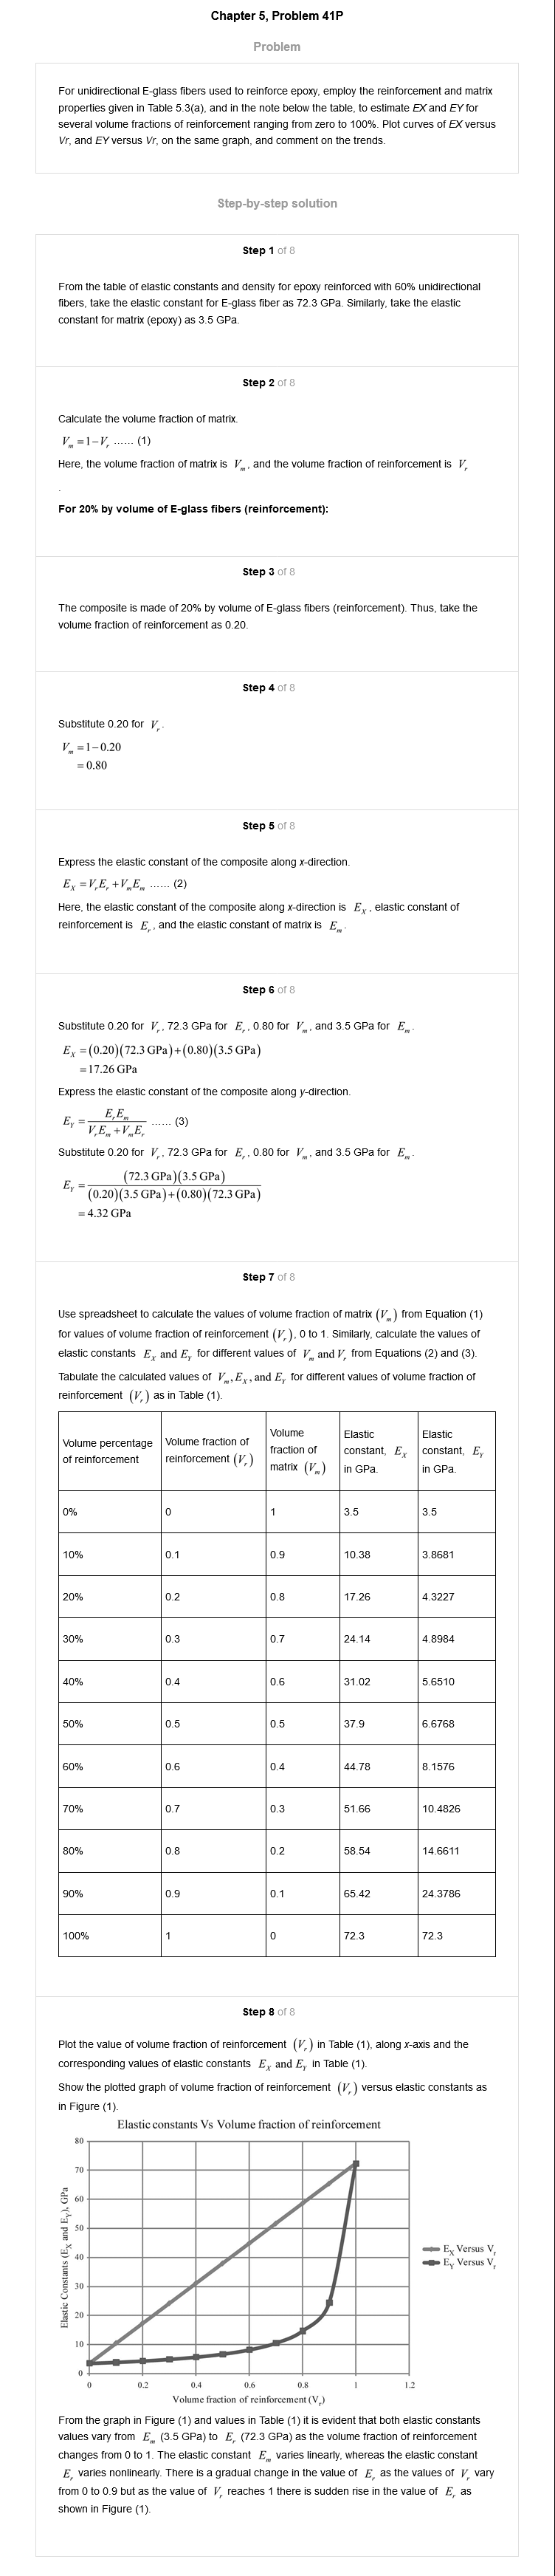 Chapter 5, Problem 41P
Problem
For unidirectional E-glass fibers used to reinforce epoxy, employ the reinforcement and matrix
properties given in Table 5.3(a), and in the note below the table, to estimate EX and EY for
several volume fractions of reinforcement ranging from zero to 100%. Plot curves of EX versus
Vr, and EY versus Vr, on the same graph, and comment on the trends.
Step-by-step solution
Step 1 of 8
From the table of elastic constants and density for epoxy reinforced with 60% unidirectional
fibers, take the elastic constant for E-glass fiber as 72.3 GPa. Similarly, take the elastic
constant for matrix (epoxy) as 3.5 GPa.
Step 2 of 8
Calculate the volume fraction of matrix.
V_m = 1 − V_r ...... (1)
Here, the volume fraction of matrix is V_m, and the volume fraction of reinforcement is V_r
.
For 20% by volume of E-glass fibers (reinforcement):
Step 3 of 8
The composite is made of 20% by volume of E-glass fibers (reinforcement). Thus, take the
volume fraction of reinforcement as 0.20.
Step 4 of 8
Substitute 0.20 for V_r.
V_m = 1 − 0.20
= 0.80
Step 5 of 8
Express the elastic constant of the composite along x-direction.
E_X = V_r E_r + V_m E_m ...... (2)
Here, the elastic constant of the composite along x-direction is E_X, elastic constant of
reinforcement is E_r, and the elastic constant of matrix is E_m.
Step 6 of 8
Substitute 0.20 for V_r, 72.3 GPa for E_r, 0.80 for V_m, and 3.5 GPa for E_m.
E_X = (0.20)(72.3 GPa) + (0.80)(3.5 GPa)
= 17.26 GPa
Express the elastic constant of the composite along y-direction.
E_Y = E_r E_m / (V_r E_m + V_m E_r) ...... (3)
Substitute 0.20 for V_r, 72.3 GPa for E_r, 0.80 for V_m, and 3.5 GPa for E_m.
E_Y = (72.3 GPa)(3.5 GPa) / ((0.20)(3.5 GPa) + (0.80)(72.3 GPa))
= 4.32 GPa
Step 7 of 8
Use spreadsheet to calculate the values of volume fraction of matrix (V_m) from Equation (1)
for values of volume fraction of reinforcement (V_r), 0 to 1. Similarly, calculate the values of
elastic constants E_X and E_Y for different values of V_m and V_r from Equations (2) and (3).
Tabulate the calculated values of V_m, E_X, and E_Y for different values of volume fraction of
reinforcement (V_r) as in Table (1).
Volume percentage of reinforcement | Volume fraction of reinforcement (V_r) | Volume fraction of matrix (V_m) | Elastic constant, E_X in GPa. | Elastic constant, E_Y in GPa.
0% | 0 | 1 | 3.5 | 3.5
10% | 0.1 | 0.9 | 10.38 | 3.8681
20% | 0.2 | 0.8 | 17.26 | 4.3227
30% | 0.3 | 0.7 | 24.14 | 4.8984
40% | 0.4 | 0.6 | 31.02 | 5.6510
50% | 0.5 | 0.5 | 37.9 | 6.6768
60% | 0.6 | 0.4 | 44.78 | 8.1576
70% | 0.7 | 0.3 | 51.66 | 10.4826
80% | 0.8 | 0.2 | 58.54 | 14.6611
90% | 0.9 | 0.1 | 65.42 | 24.3786
100% | 1 | 0 | 72.3 | 72.3
Step 8 of 8
Plot the value of volume fraction of reinforcement (V_r) in Table (1), along x-axis and the
corresponding values of elastic constants E_X and E_Y in Table (1).
Show the plotted graph of volume fraction of reinforcement (V_r) versus elastic constants as
in Figure (1).
Elastic constants Vs Volume fraction of reinforcement
Elastic Constants (E_X and E_Y), GPa
80
70
60
50
40
30
20
10
0
0 0.2 0.4 0.6 0.8 1 1.2
Volume fraction of reinforcement (V_r)
E_X Versus V_r
E_Y Versus V_r
From the graph in Figure (1) and values in Table (1) it is evident that both elastic constants
values vary from E_m (3.5 GPa) to E_r (72.3 GPa) as the volume fraction of reinforcement
changes from 0 to 1. The elastic constant E_m varies linearly, whereas the elastic constant
E_r varies nonlinearly. There is a gradual change in the value of E_r as the values of V_r vary
from 0 to 0.9 but as the value of V_r reaches 1 there is sudden rise in the value of E_r as
shown in Figure (1).